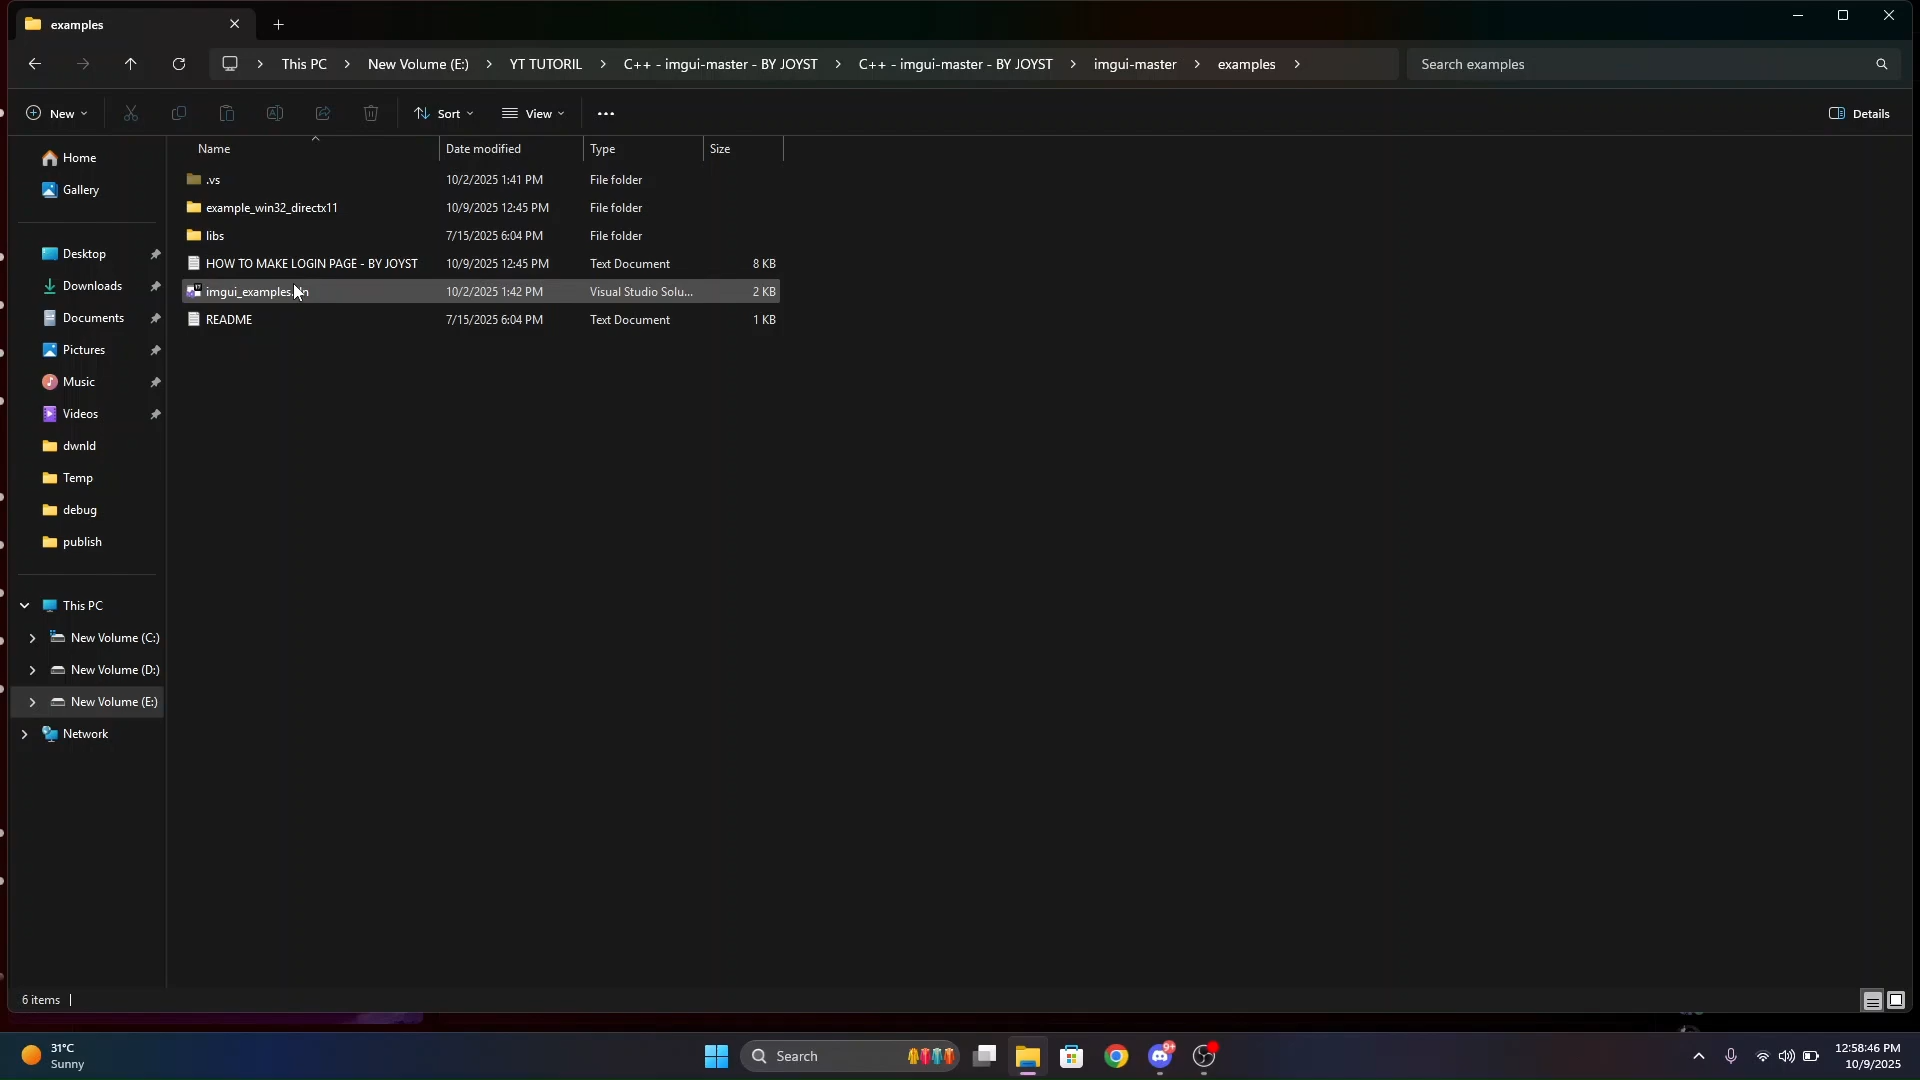 examples
This PC > New Volume (E:) > YT TUTORIL > C++ - imgui-master - BY JOYST > C++ - imgui-master - BY JOYST > imgui-master > examples >
Search examples
New
Sort
View
Details
Name
Date modified
Type
Size
.vs 10/2/2025 1:41 PM File folder
example_win32_directx11 10/9/2025 12:45 PM File folder
libs 7/15/2025 6:04 PM File folder
HOW TO MAKE LOGIN PAGE - BY JOYST 10/9/2025 12:45 PM Text Document 8 KB
imgui_examples.sln 10/2/2025 1:42 PM Visual Studio Solu... 2 KB
README 7/15/2025 6:04 PM Text Document 1 KB
Home
Gallery
Desktop
Downloads
Documents
Pictures
Music
Videos
dwnld
Temp
debug
publish
This PC
New Volume (C:)
New Volume (D:)
New Volume (E:)
Network
6 items
31°C
Sunny
Search
9+
12:58:46 PM
10/9/2025